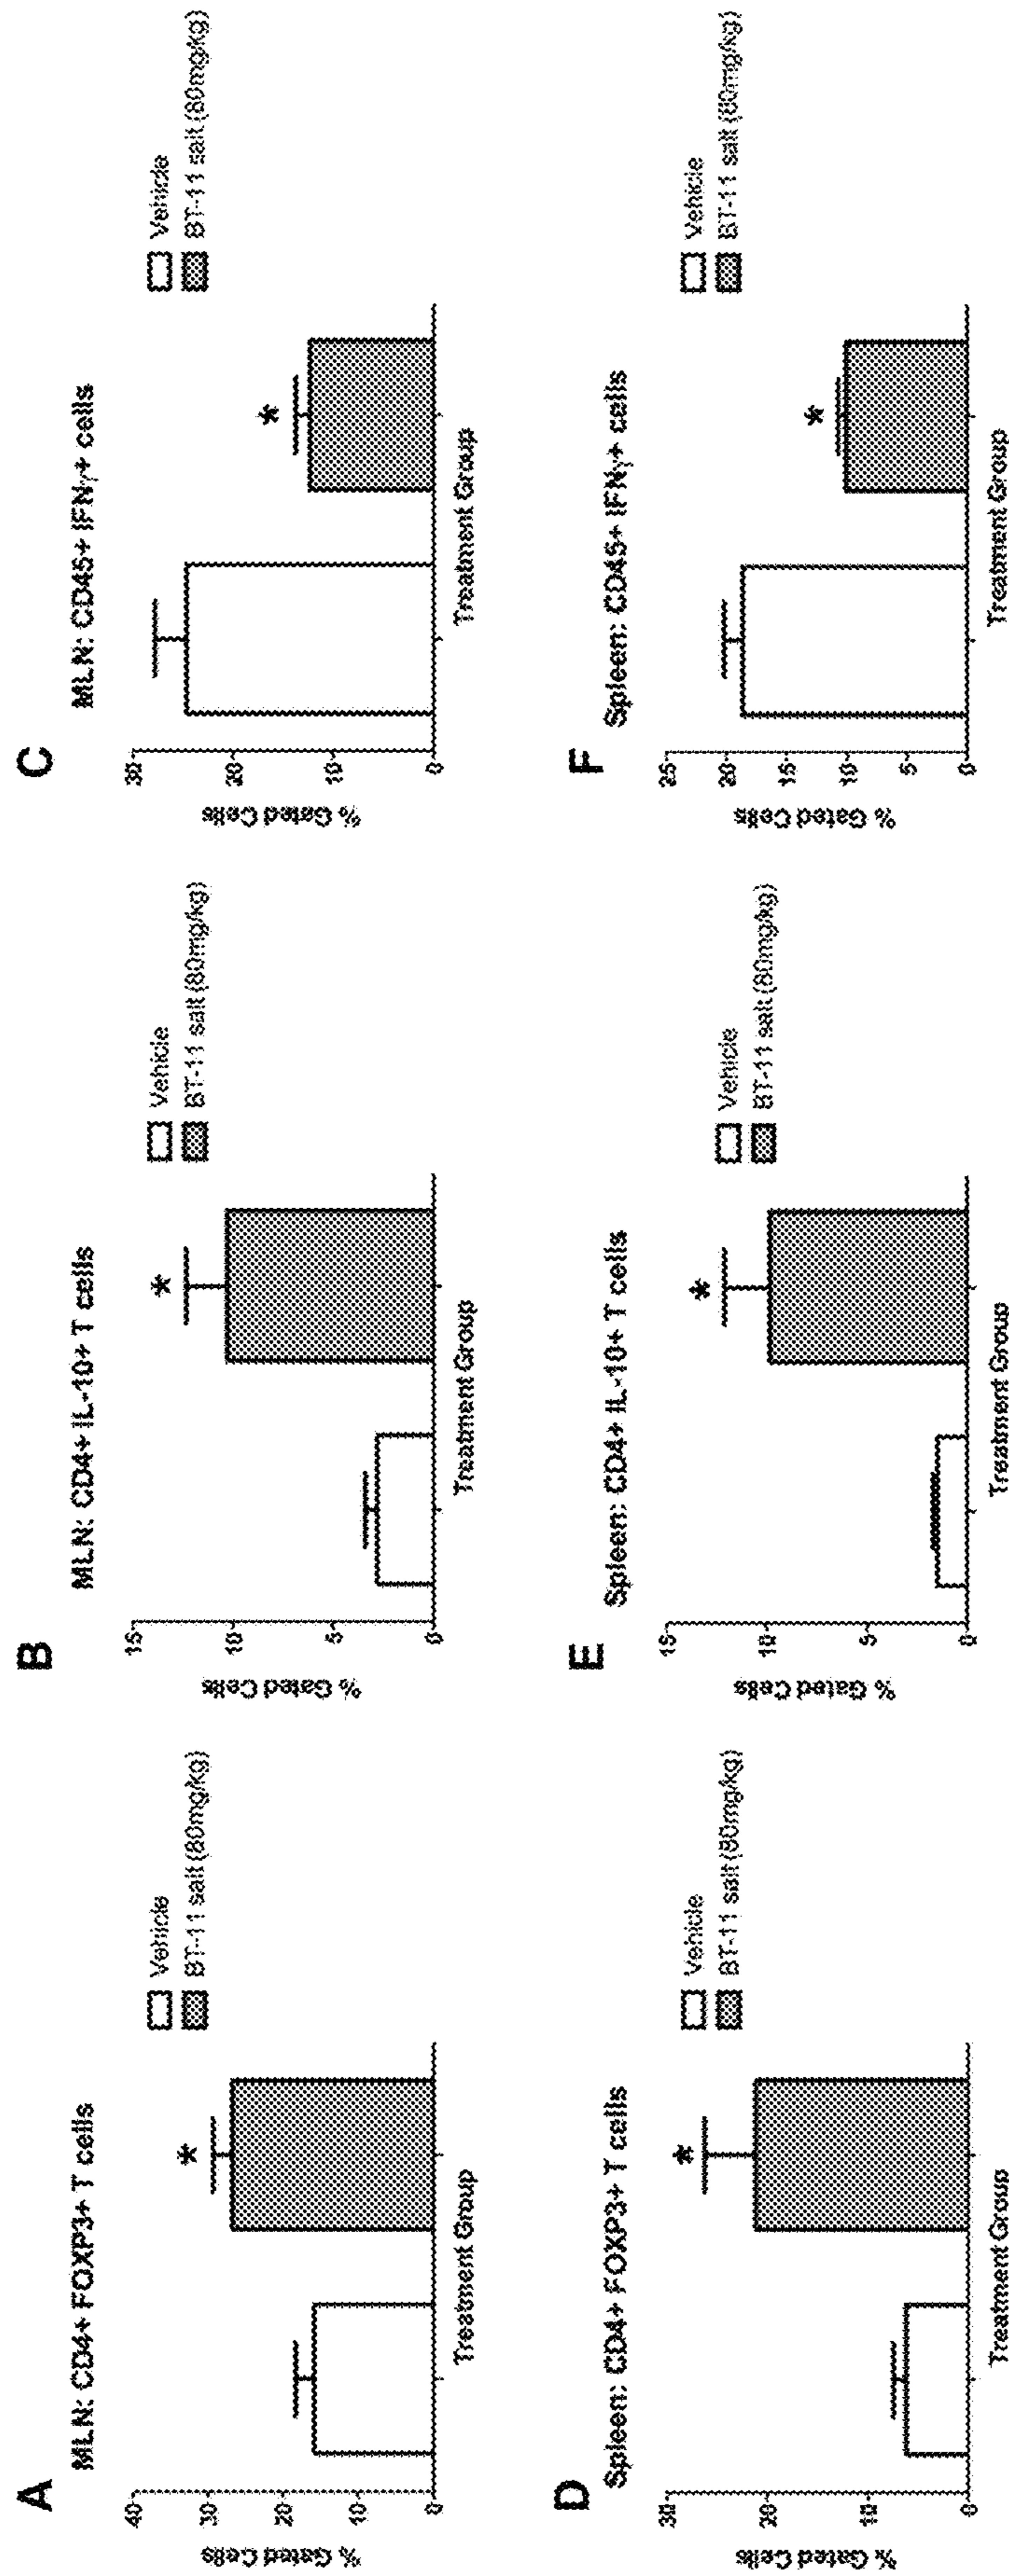 A
MLN: CD4+ FOXP3+ T cells
% Gated Cells
40
30
20
10
0
Treatment Group
Vehicle
BT-11 salt (80mg/kg)
B
MLN: CD4+ IL-10+ T cells
% Gated Cells
15
10
5
0
Treatment Group
Vehicle
BT-11 salt (80mg/kg)
C
MLN: CD45+ IFNγ+ cells
% Gated Cells
30
20
10
0
Treatment Group
Vehicle
BT-11 salt (80mg/kg)
D
Spleen: CD4+ FOXP3+ T cells
% Gated Cells
30
20
10
0
Treatment Group
Vehicle
BT-11 salt (80mg/kg)
E
Spleen: CD4+ IL-10+ T cells
% Gated Cells
15
10
5
0
Treatment Group
Vehicle
BT-11 salt (80mg/kg)
F
Spleen: CD45+ IFNγ+ cells
% Gated Cells
25
20
15
10
5
0
Treatment Group
Vehicle
BT-11 salt (80mg/kg)
*
*
*
*
*
*